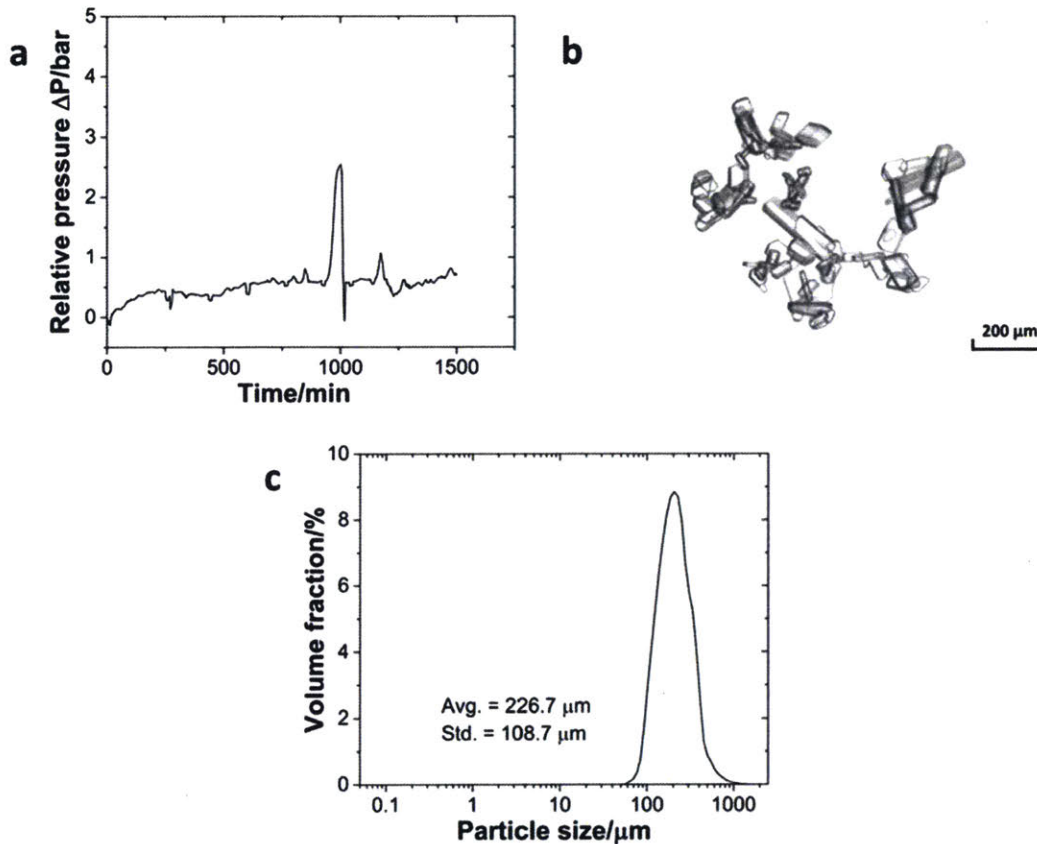 a
Relative pressure ΔP/bar
5
4
3
2
1
0
0 500 1000 1500
Time/min
b
200 μm
c
Volume fraction/%
10
8
6
4
2
0
Avg. = 226.7 μm
Std. = 108.7 μm
0.1 1 10 100 1000
Particle size/μm